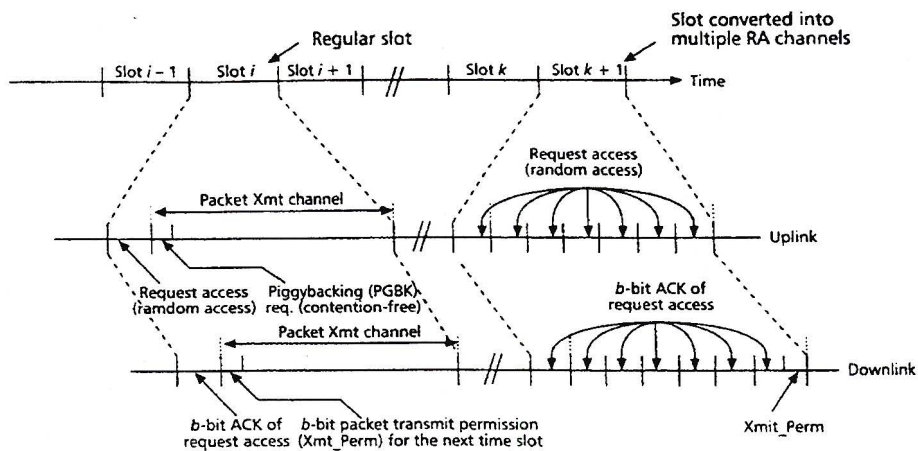 Regular slot
Slot converted into
multiple RA channels
Slot i – 1
Slot i
Slot i + 1
Slot k
Slot k + 1
Time
Request access
(random access)
Packet Xmt channel
Uplink
Request access
(ramdom access)
Piggybacking (PGBK)
req. (contention-free)
b-bit ACK of
request access
Packet Xmt channel
Downlink
b-bit ACK of
request access
b-bit packet transmit permission
(Xmt_Perm) for the next time slot
Xmit_Perm